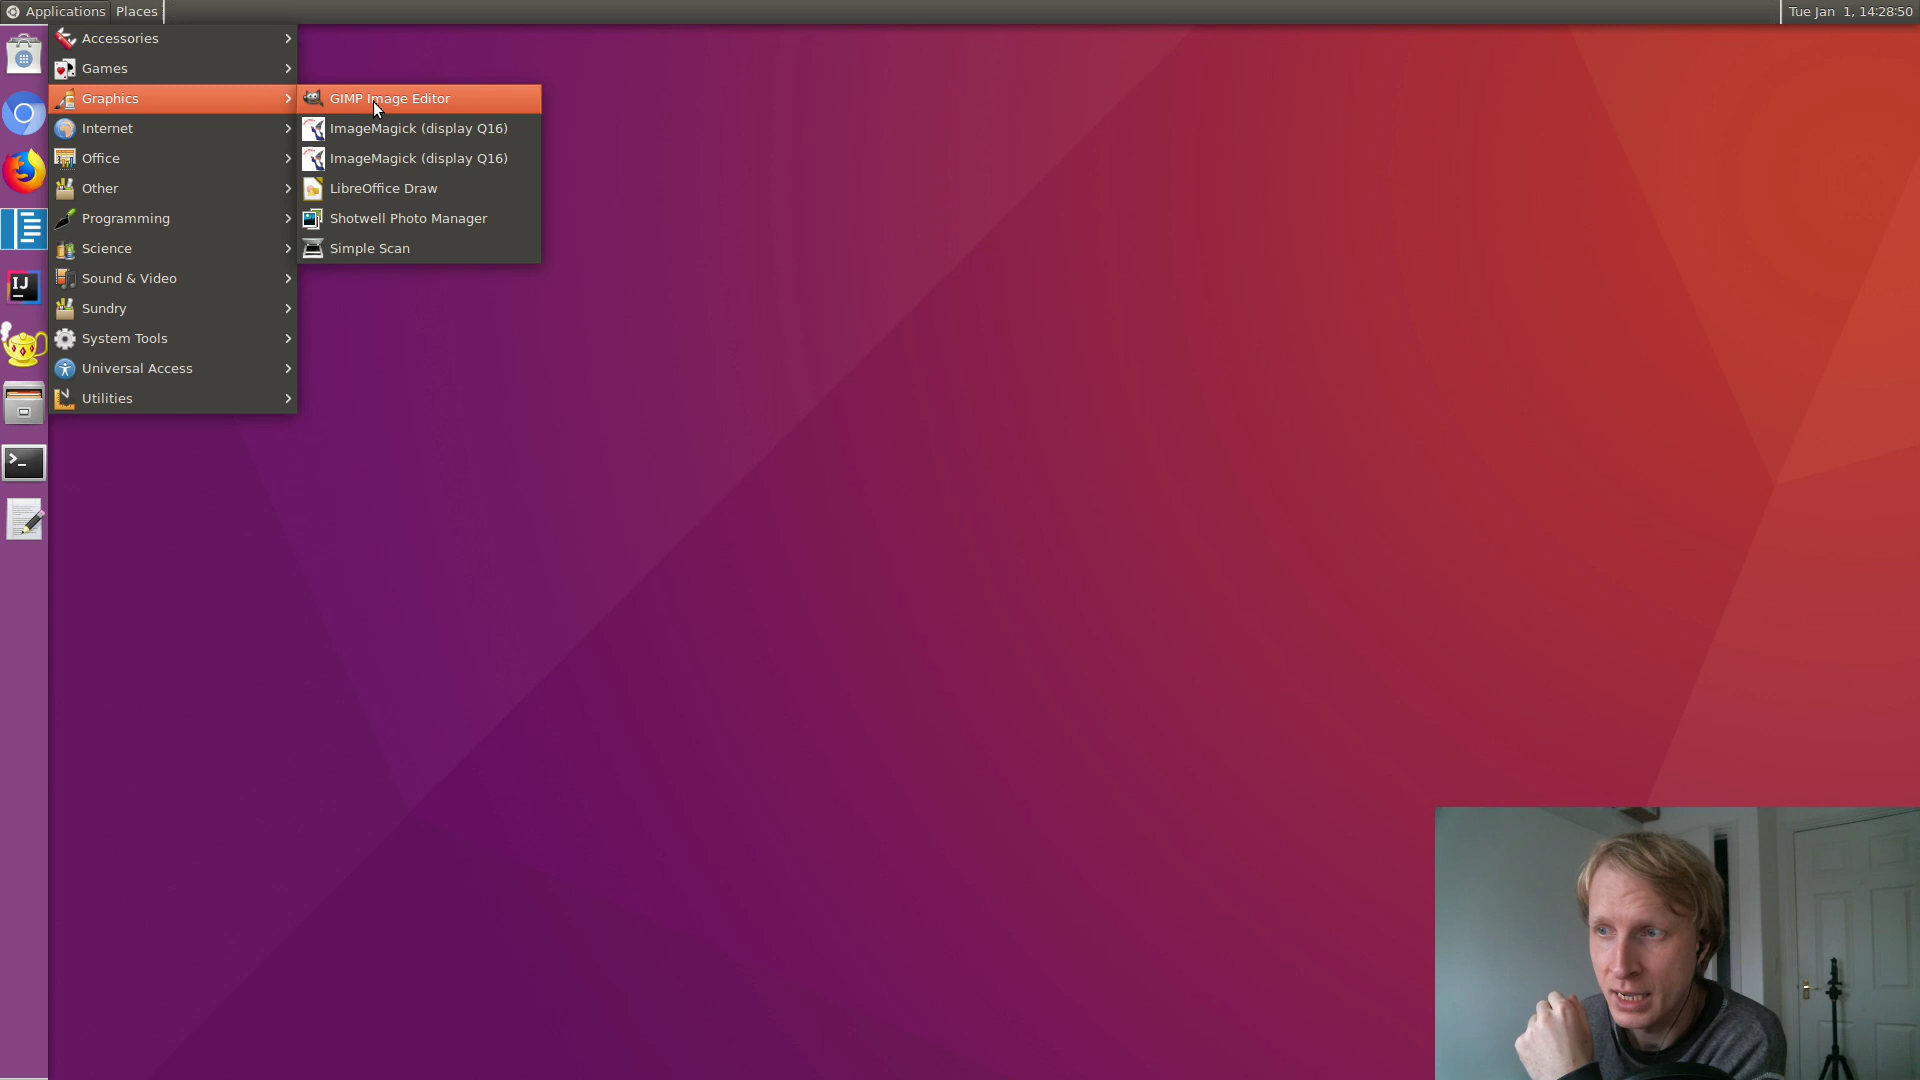 Applications Places
Tue Jan 1, 14:28:50
Accessories
Games
Graphics
Internet
Office
Other
Programming
Science
Sound & Video
Sundry
System Tools
Universal Access
Utilities
GIMP Image Editor
ImageMagick (display Q16)
ImageMagick (display Q16)
LibreOffice Draw
Shotwell Photo Manager
Simple Scan
IJ
>_